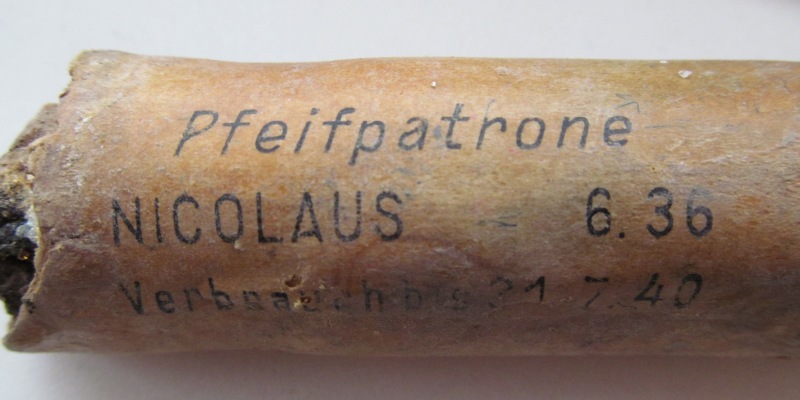 Pfeifpatrone
NICOLAUS - 6.36
Verbrauch bis 31 7.40